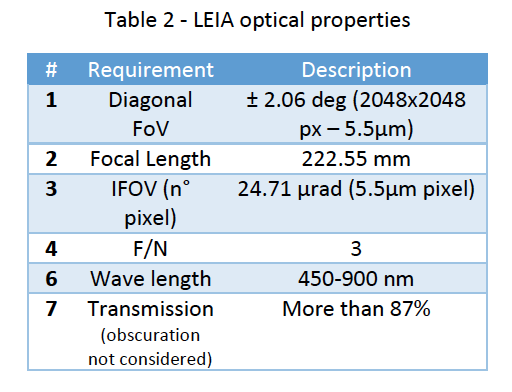 Table 2 - LEIA optical properties
# Requirement Description
1 Diagonal ± 2.06 deg (2048x2048
FoV px – 5.5µm)
2 Focal Length 222.55 mm
3 IFOV (n° 24.71 µrad (5.5µm pixel)
pixel)
4 F/N 3
6 Wave length 450-900 nm
7 Transmission More than 87%
(obscuration
not considered)